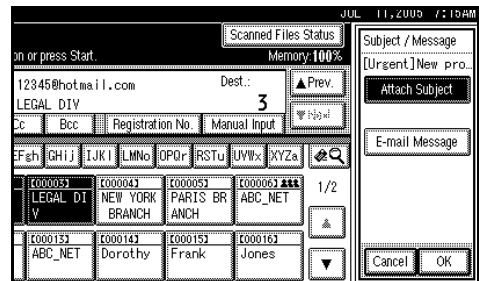 JUL 11,2005 7:15AM
Scanned Files Status
on or press Start.
Memory:100%
12345@hotmail.com
Dest.:
▲Prev.
LEGAL DIV
3
Cc Bcc Registration No. Manual Input
EFgh GHij IJKl LMNo OPQr RSTu UVWx XYZa
[00003] LEGAL DI
V
[00004] NEW YORK
BRANCH
[00005] PARIS BR
ANCH
[00006] ABC_NET
1/2
[00013] ABC_NET
[00014] Dorothy
[00015] Frank
[00016] Jones
▲
▼
Subject / Message
[Urgent]New pro...
Attach Subject
E-mail Message
Cancel OK